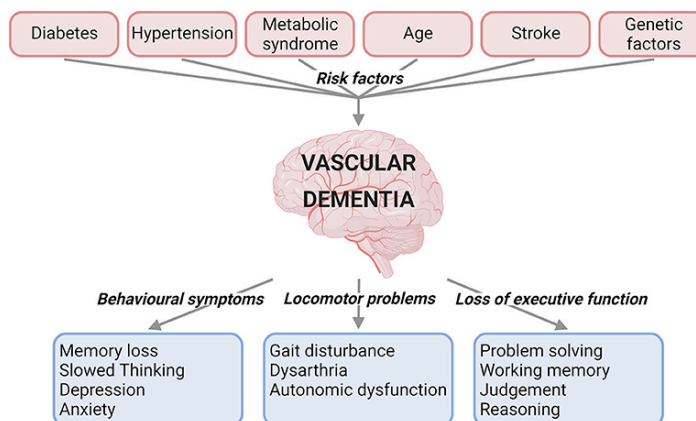 Diabetes
Hypertension
Metabolic
syndrome
Age
Stroke
Genetic
factors
Risk factors
VASCULAR
DEMENTIA
Behavioural symptoms
Locomotor problems
Loss of executive function
Memory loss
Slowed Thinking
Depression
Anxiety
Gait disturbance
Dysarthria
Autonomic dysfunction
Problem solving
Working memory
Judgement
Reasoning